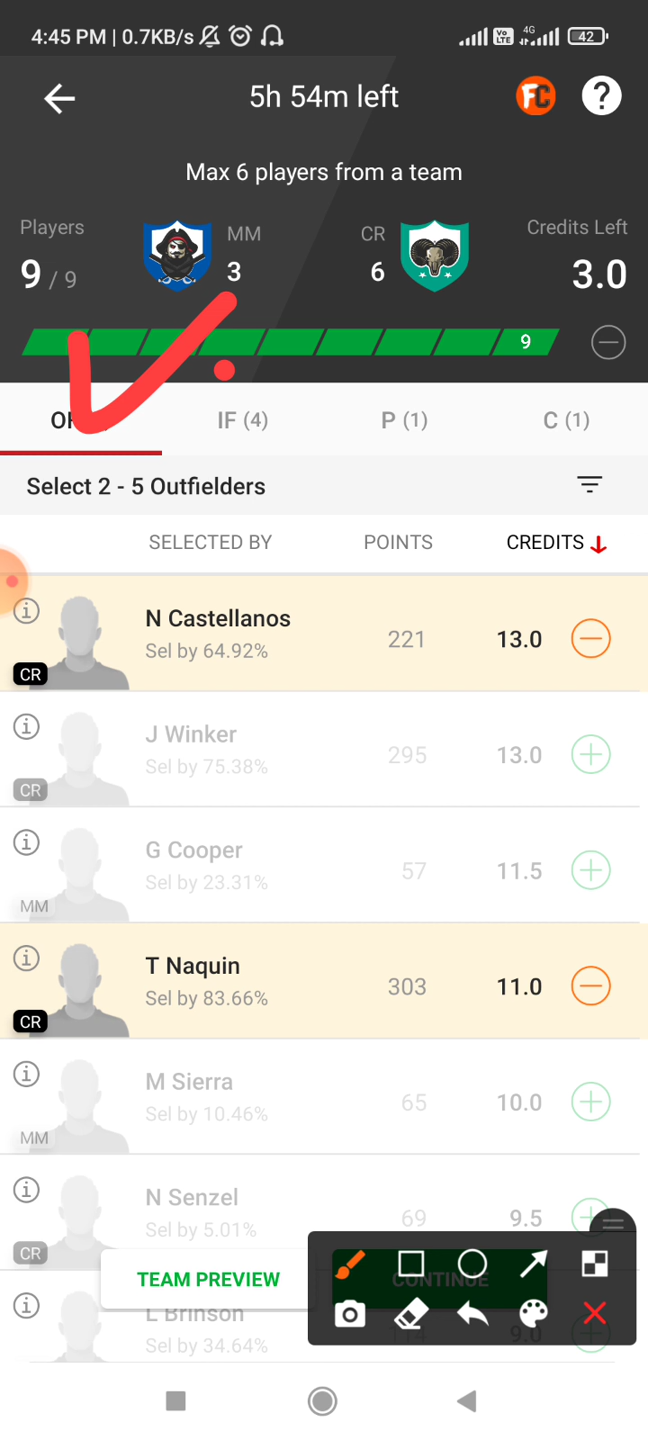 4:45 PM | 0.7KB/s Vo LTE 4G 42
5h 54m left FC ?
Max 6 players from a team
Players MM CR Credits Left
9 / 9 3 6 3.0
9
IF (4) P (1) C (1)
Select 2 - 5 Outfielders
SELECTED BY POINTS CREDITS
N Castellanos
Sel by 64.92% 221 13.0
CR
J Winker
Sel by 75.38% 295 13.0
CR
G Cooper
Sel by 23.31% 57 11.5
MM
T Naquin
Sel by 83.66% 303 11.0
CR
M Sierra
Sel by 10.46% 65 10.0
MM
N Senzel
Sel by 5.01% 69 9.5
CR
TEAM PREVIEW CONTINUE
L Brinson
Sel by 34.64% 9.0